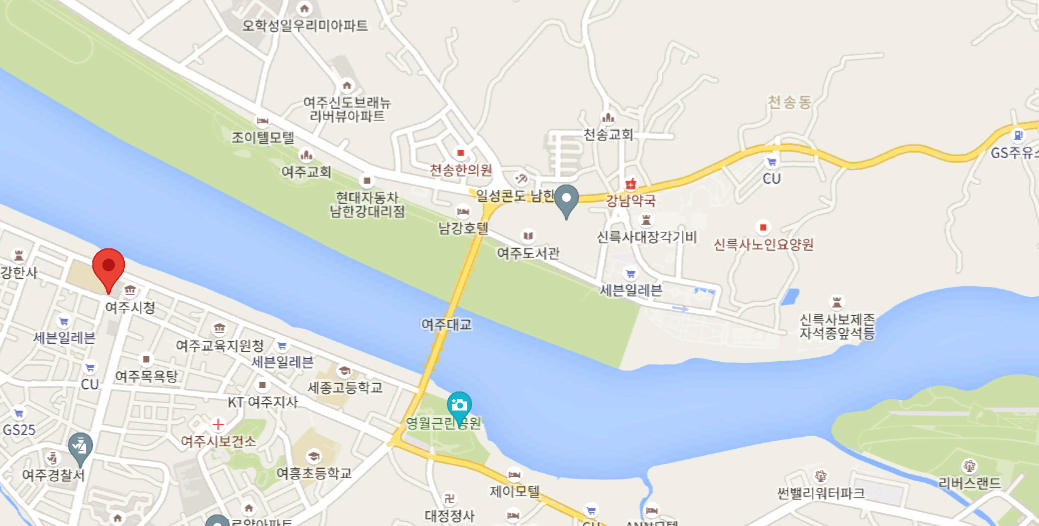 오학성일우리미아파트
여주신도브래뉴
리버뷰아파트
천송동
조이텔모텔
천송교회
GS주유소
여주교회
천송한의원
CU
현대자동차
남한강대리점
일성콘도 남한
강남약국
남강호텔
신륵사대장각기비
신륵사노인요양원
여주도서관
강한사
세븐일레븐
여주시청
여주대교
신륵사보제존
자석종앞석등
세븐일레븐
여주교육지원청
세븐일레븐
여주목욕탕
CU
세종고등학교
KT 여주지사
영월근린공원
GS25
여주시보건소
여주경찰서
여흥초등학교
리버스랜드
제이모텔
썬밸리워터파크
대정정사
CU